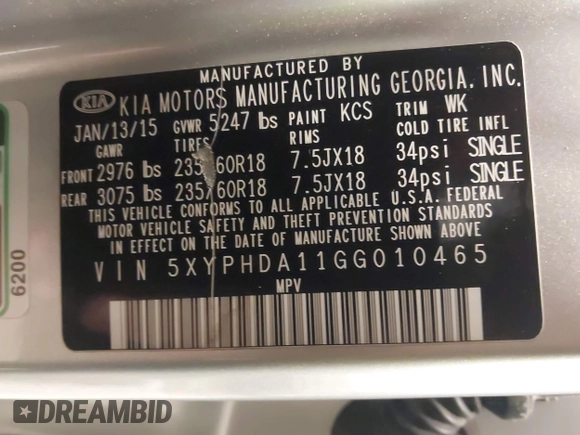 MANUFACTURED BY
KIA KIA MOTORS MANUFACTURING GEORGIA, INC.
JAN/13/15 GVWR 5247 lbs PAINT KCS TRIM WK
GAWR TIRES RIMS COLD TIRE INFL
FRONT 2976 lbs 235/60R18 7.5JX18 34psi SINGLE
REAR 3075 lbs 235/60R18 7.5JX18 34psi SINGLE
THIS VEHICLE CONFORMS TO ALL APPLICABLE U.S.A. FEDERAL
MOTOR VEHICLE SAFETY AND THEFT PREVENTION STANDARDS
IN EFFECT ON THE DATE OF MANUFACTURE SHOWN ABOVE.
VIN 5XYPHDA11GG010465
MPV
6200
DREAMBID